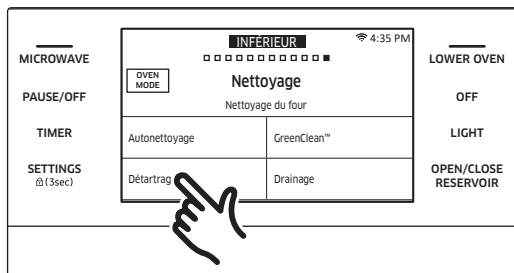 MICROWAVE
PAUSE/OFF
TIMER
SETTINGS
(3sec)
INFÉRIEUR
4:35 PM
OVEN
MODE
Nettoyage
Nettoyage du four
Autonettoyage
GreenClean™
Détartrag
Drainage
LOWER OVEN
OFF
LIGHT
OPEN/CLOSE
RESERVOIR